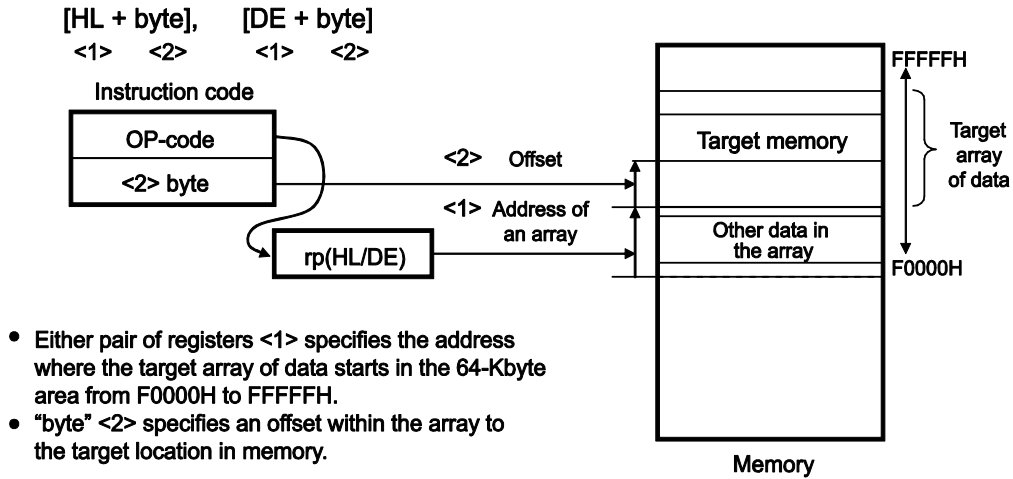 [HL + byte], [DE + byte]
<1> <2> <1> <2>
Instruction code
OP-code
<2> byte
<2> Offset
<1> Address of
an array
rp(HL/DE)
FFFFFH
Target memory
Target
array
of data
Other data in
the array
F0000H
Memory
• Either pair of registers <1> specifies the address
where the target array of data starts in the 64-Kbyte
area from F0000H to FFFFFH.
• “byte” <2> specifies an offset within the array to
the target location in memory.